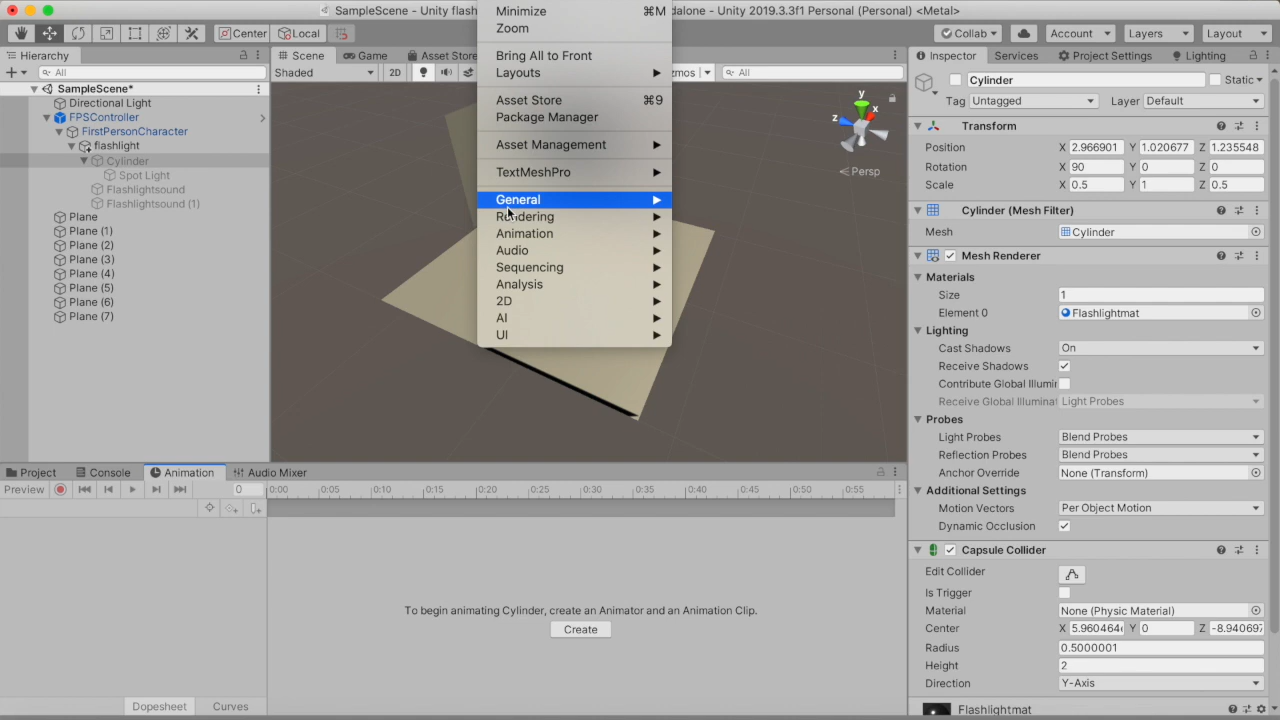 SampleScene - Unity flash
dalone - Unity 2019.3.3f1 Personal (Personal) <Metal>
Minimize ⌘M
Zoom
Bring All to Front
Layouts
Asset Store ⌘9
Package Manager
Asset Management
TextMeshPro
General
Rendering
Animation
Audio
Sequencing
Analysis
2D
AI
UI
Center
Local
Collab
Account
Layers
Layout
Hierarchy
All
SampleScene*
Directional Light
FPSController
FirstPersonCharacter
flashlight
Cylinder
Spot Light
Flashlightsound
Flashlightsound (1)
Plane
Plane (1)
Plane (2)
Plane (3)
Plane (4)
Plane (5)
Plane (6)
Plane (7)
Scene Game Asset Store
Shaded 2D
All
y
x
z
Persp
Inspector Services Project Settings Lighting
Cylinder Static
Tag Untagged Layer Default
Transform
Position X 2.966901 Y 1.020677 Z 1.235548
Rotation X 90 Y 0 Z 0
Scale X 0.5 Y 1 Z 0.5
Cylinder (Mesh Filter)
Mesh Cylinder
Mesh Renderer
Materials
Size 1
Element 0 Flashlightmat
Lighting
Cast Shadows On
Receive Shadows
Contribute Global Illumi
Receive Global Illuminat Light Probes
Probes
Light Probes Blend Probes
Reflection Probes Blend Probes
Anchor Override None (Transform)
Additional Settings
Motion Vectors Per Object Motion
Dynamic Occlusion
Capsule Collider
Edit Collider
Is Trigger
Material None (Physic Material)
Center X 5.960464 Y 0 Z -8.940697
Radius 0.5000001
Height 2
Direction Y-Axis
Flashlightmat
Project Console Animation Audio Mixer
Preview 0 0:00 0:05 0:10 0:15 0:20 0:25 0:30 0:35 0:40 0:45 0:50 0:55
To begin animating Cylinder, create an Animator and an Animation Clip.
Create
Dopesheet Curves